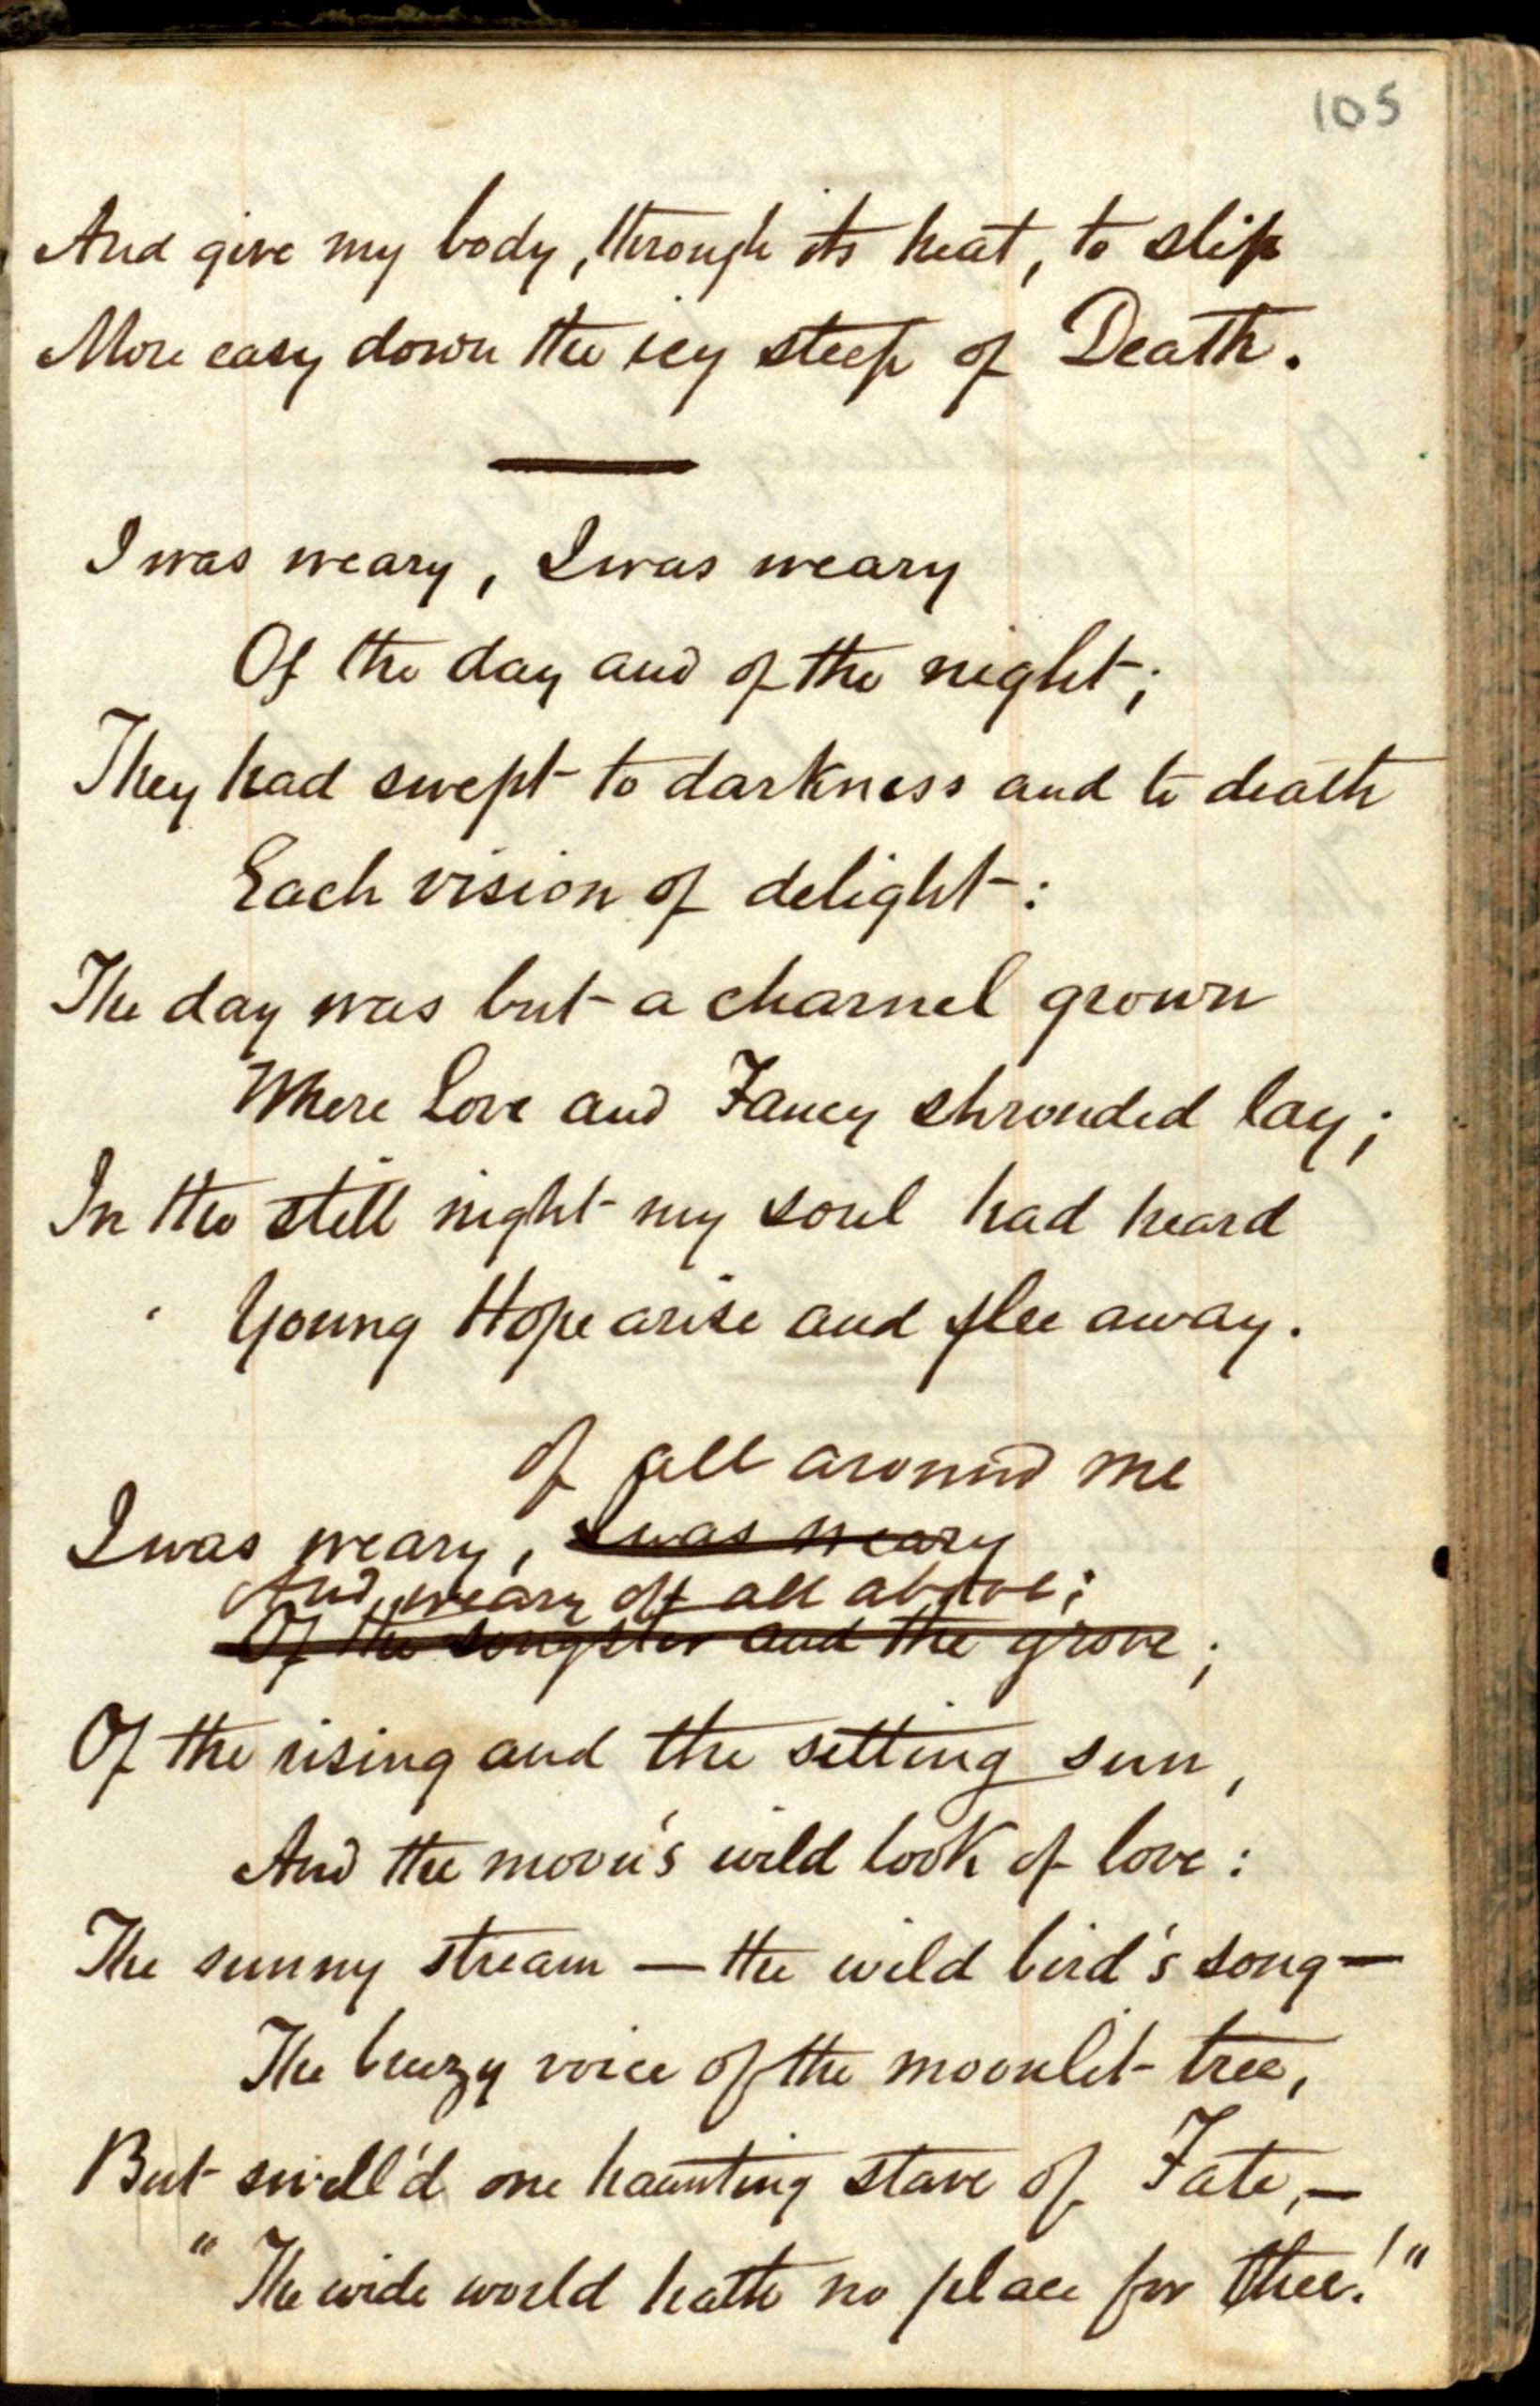 105
And give my body, through its heat, to slip
More easy down the icy steep of Death.
I was weary, I was weary
Of the day and of the night;
They had swept to darkness and to death
Each vision of delight:
The day was but a charnel grown
Where Love and Fancy shrouded lay;
In the still night my soul had heard
Young Hope arise and flee away.
of all around me
I was weary, I was weary
And weary of all above;
Of the songster and the grove;
Of the rising and the setting sun,
And the moon's wild look of love:
The sunny stream — the wild bird's song —
The breezy voice of the moonlit tree,
But swell'd one haunting stave of Fate, —
"The wide world hath no place for thee!"